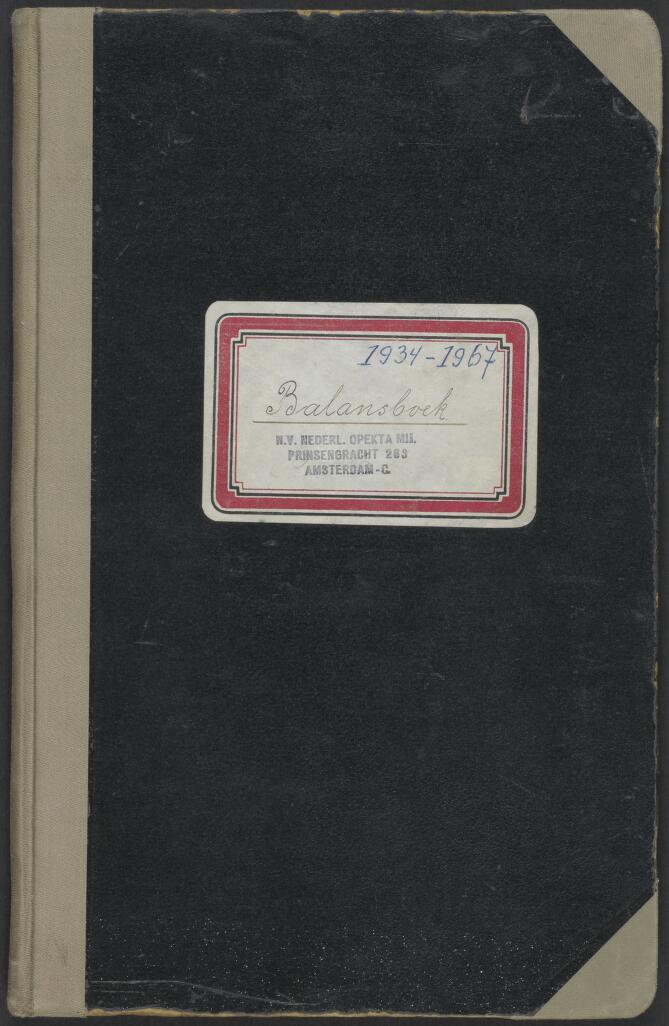 1934-1967
Balansboek
N.V. NEDERL. OPEKTA MIJ.
PRINSENGRACHT 263
AMSTERDAM-C.